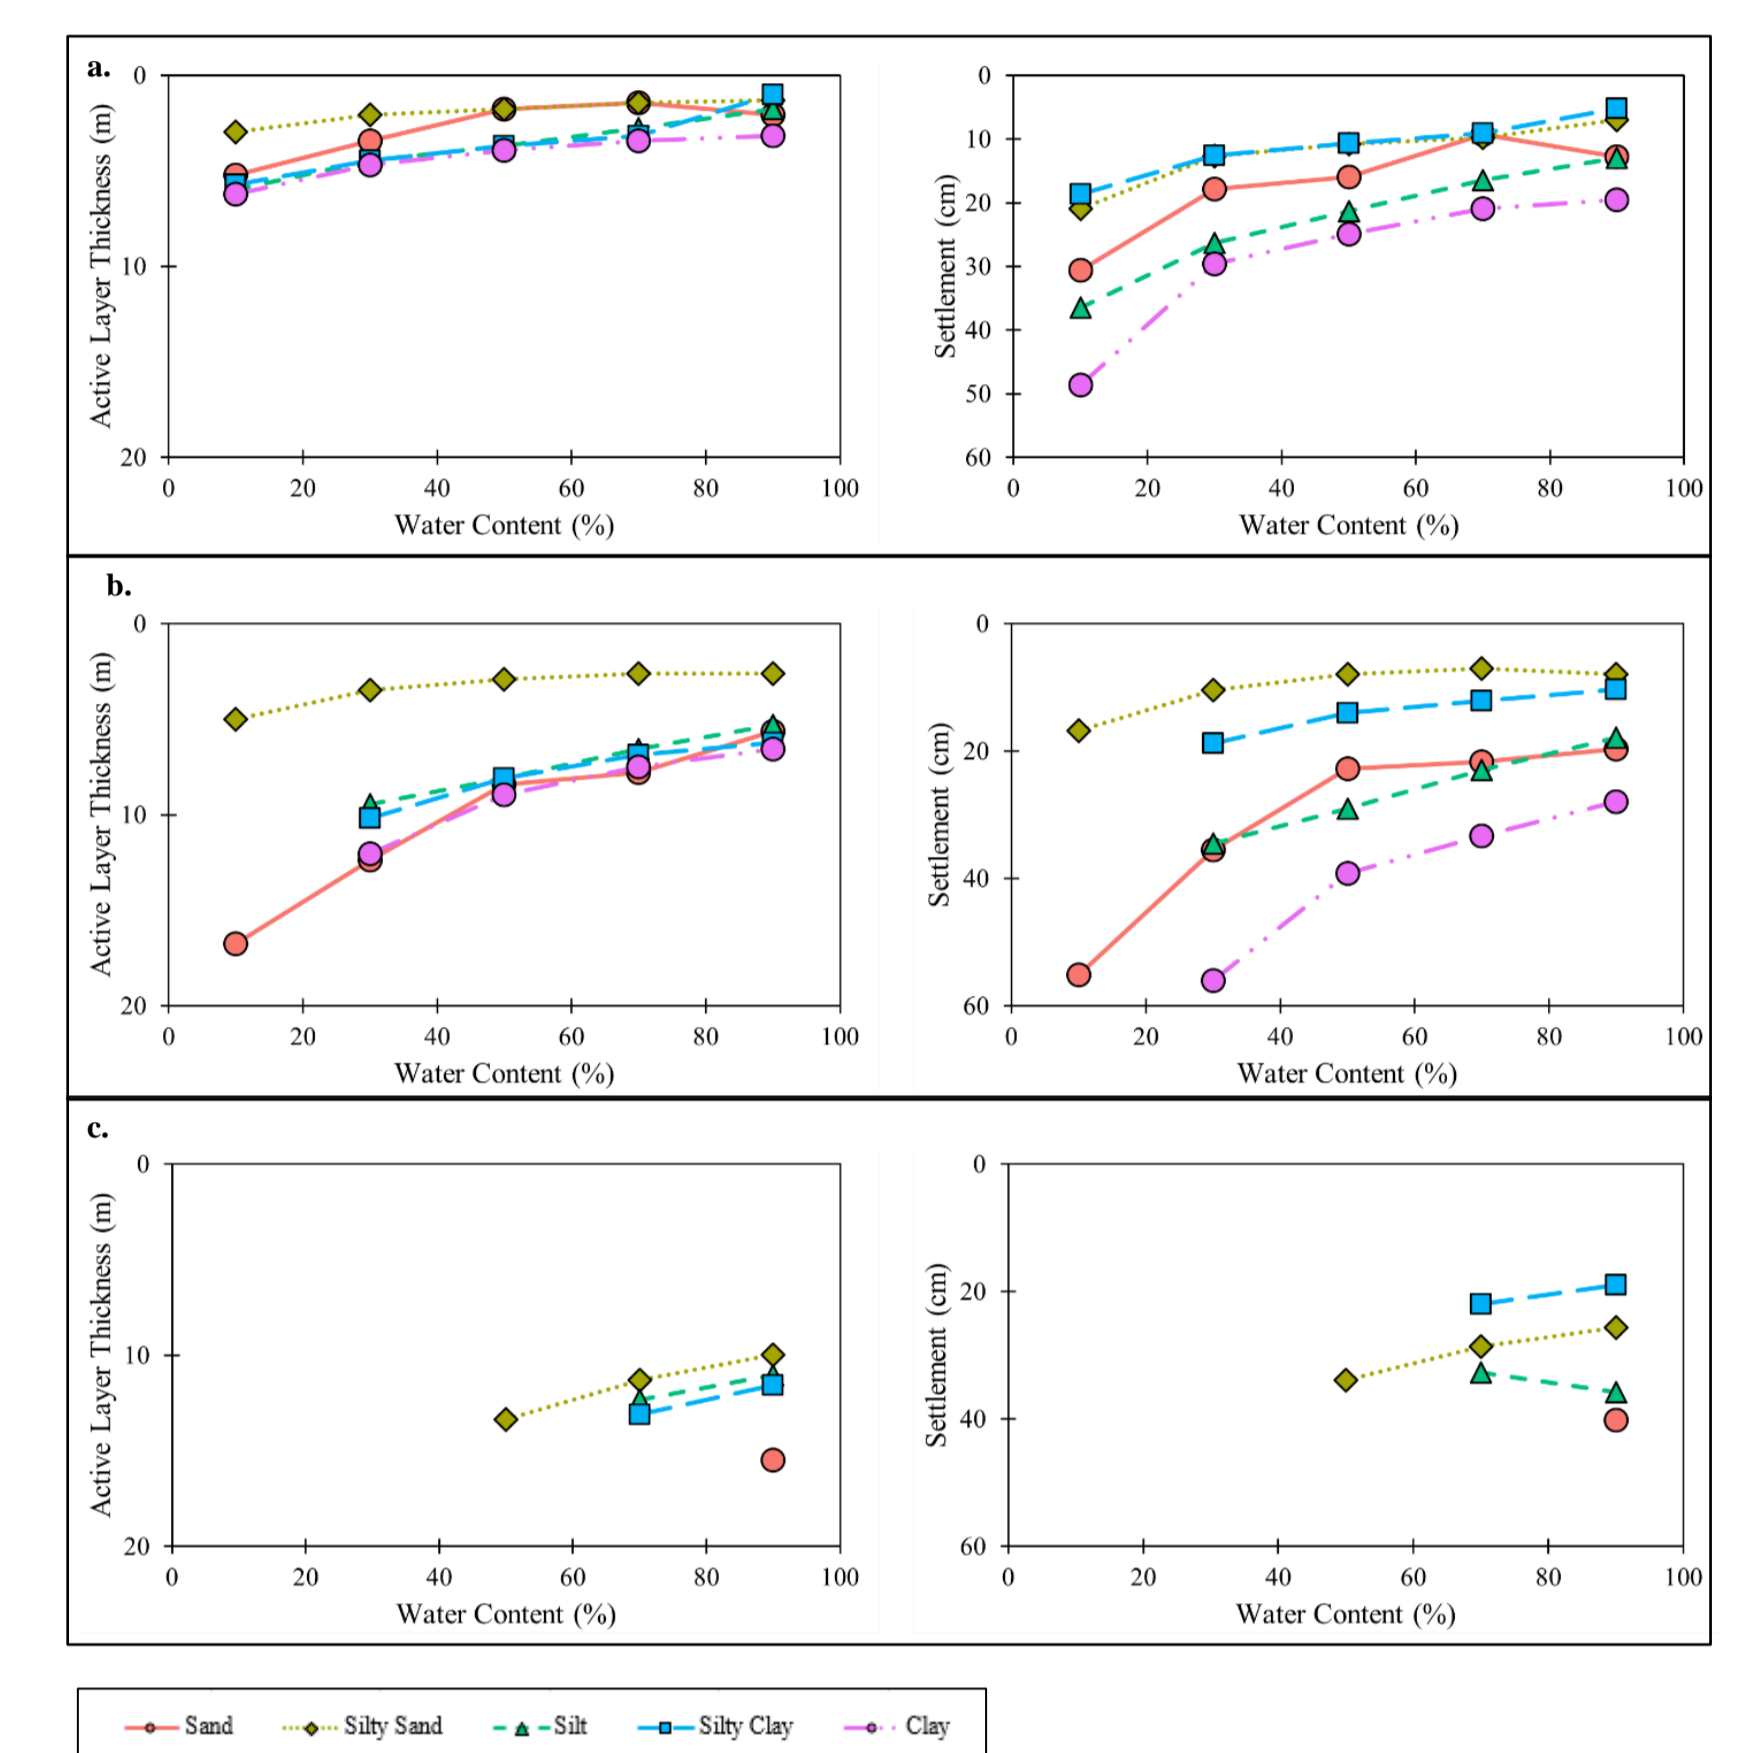 a.
0
10
20
Active Layer Thickness (m)
0 20 40 60 80 100
Water Content (%)
0
10
20
30
40
50
60
Settlement (cm)
0 20 40 60 80 100
Water Content (%)
b.
0
10
20
Active Layer Thickness (m)
0 20 40 60 80 100
Water Content (%)
0
20
40
60
Settlement (cm)
0 20 40 60 80 100
Water Content (%)
c.
0
10
20
Active Layer Thickness (m)
0 20 40 60 80 100
Water Content (%)
0
20
40
60
Settlement (cm)
0 20 40 60 80 100
Water Content (%)
Sand Silty Sand Silt Silty Clay Clay